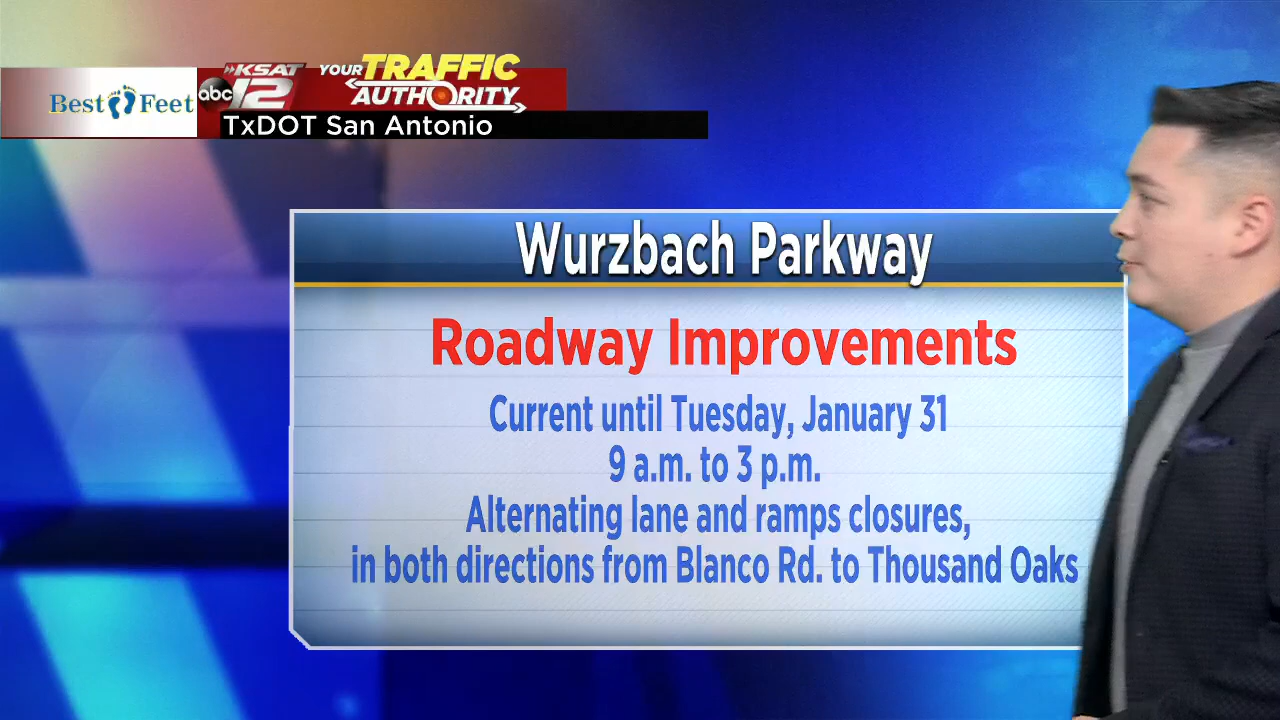 Best Feet
abc
KSAT
12
YOUR TRAFFIC
AUTHORITY
TxDOT San Antonio
Wurzbach Parkway
Roadway Improvements
Current until Tuesday, January 31
9 a.m. to 3 p.m.
Alternating lane and ramps closures,
in both directions from Blanco Rd. to Thousand Oaks